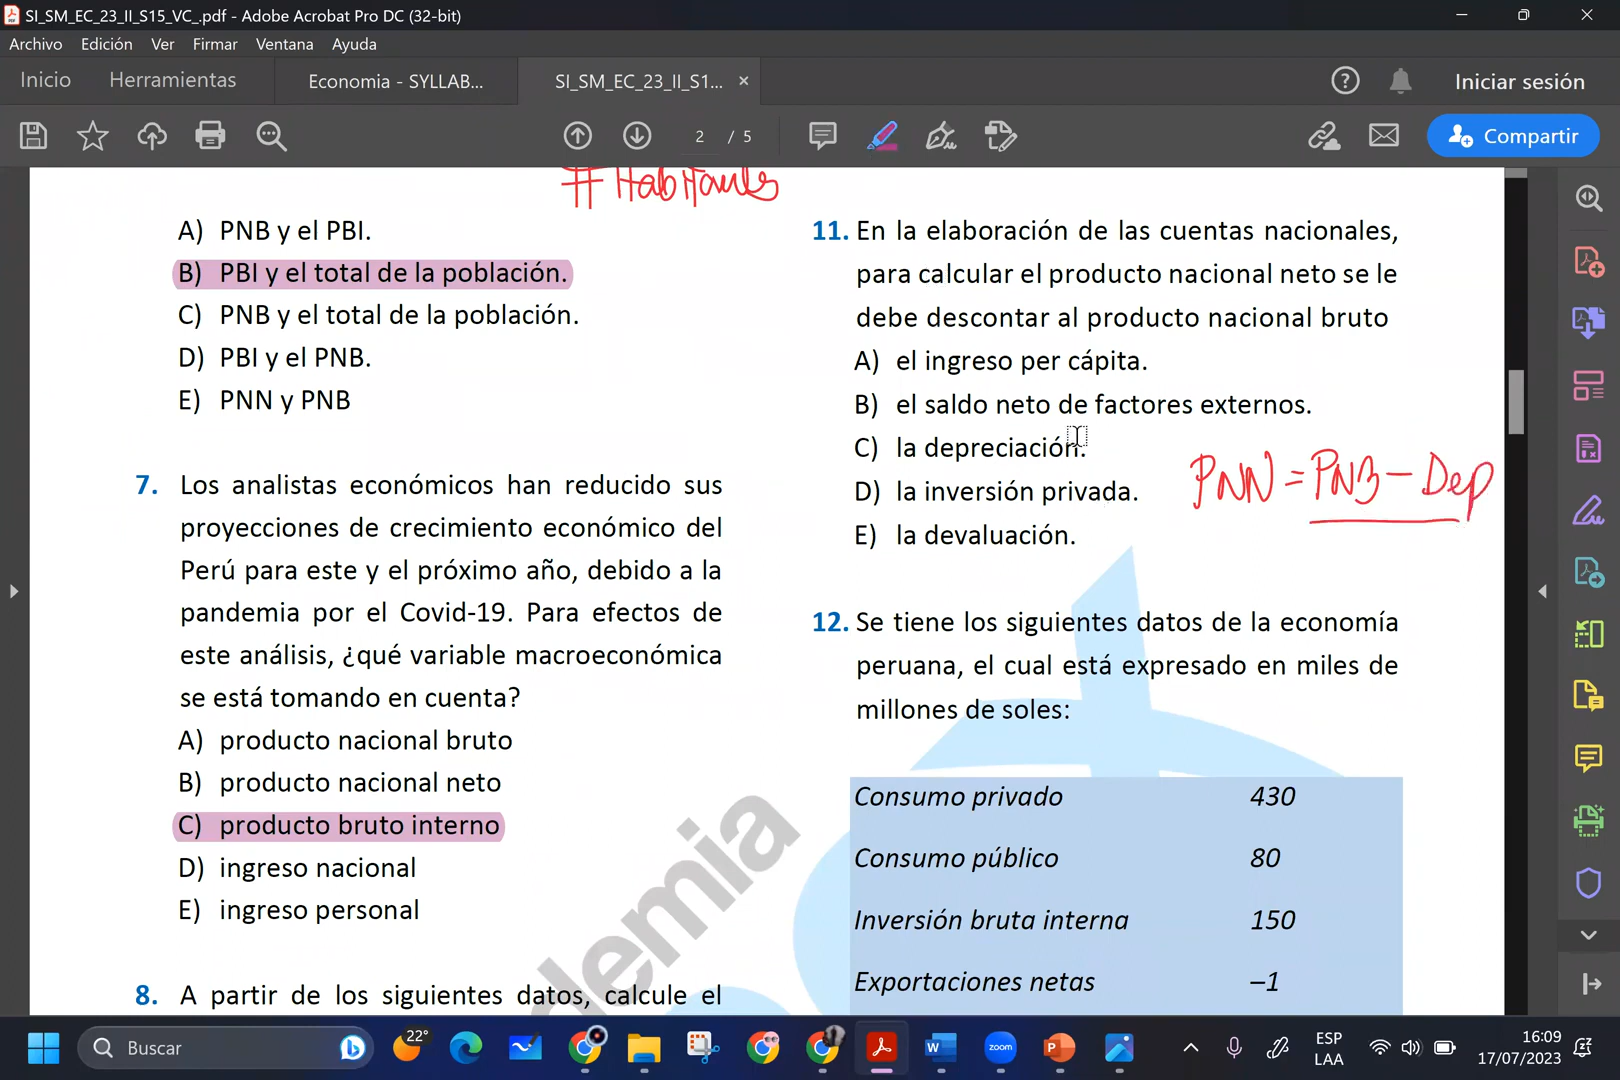 SI_SM_EC_23_II_S15_VC_.pdf - Adobe Acrobat Pro DC (32-bit)
Archivo Edición Ver Firmar Ventana Ayuda
Inicio Herramientas Economia - SYLLAB... SI_SM_EC_23_II_S1... Iniciar sesión
2 / 5 Compartir
# Habitantes
A) PNB y el PBI.
B) PBI y el total de la población.
C) PNB y el total de la población.
D) PBI y el PNB.
E) PNN y PNB
7. Los analistas económicos han reducido sus
proyecciones de crecimiento económico del
Perú para este y el próximo año, debido a la
pandemia por el Covid-19. Para efectos de
este análisis, ¿qué variable macroeconómica
se está tomando en cuenta?
A) producto nacional bruto
B) producto nacional neto
C) producto bruto interno
D) ingreso nacional
E) ingreso personal
8. A partir de los siguientes datos, calcule el
11. En la elaboración de las cuentas nacionales,
para calcular el producto nacional neto se le
debe descontar al producto nacional bruto
A) el ingreso per cápita.
B) el saldo neto de factores externos.
C) la depreciación.
D) la inversión privada.
E) la devaluación.
PNN = PNB - Dep
12. Se tiene los siguientes datos de la economía
peruana, el cual está expresado en miles de
millones de soles:
Consumo privado 430
Consumo público 80
Inversión bruta interna 150
Exportaciones netas –1
demia
Buscar 22° zoom ESP 16:09
LAA 17/07/2023